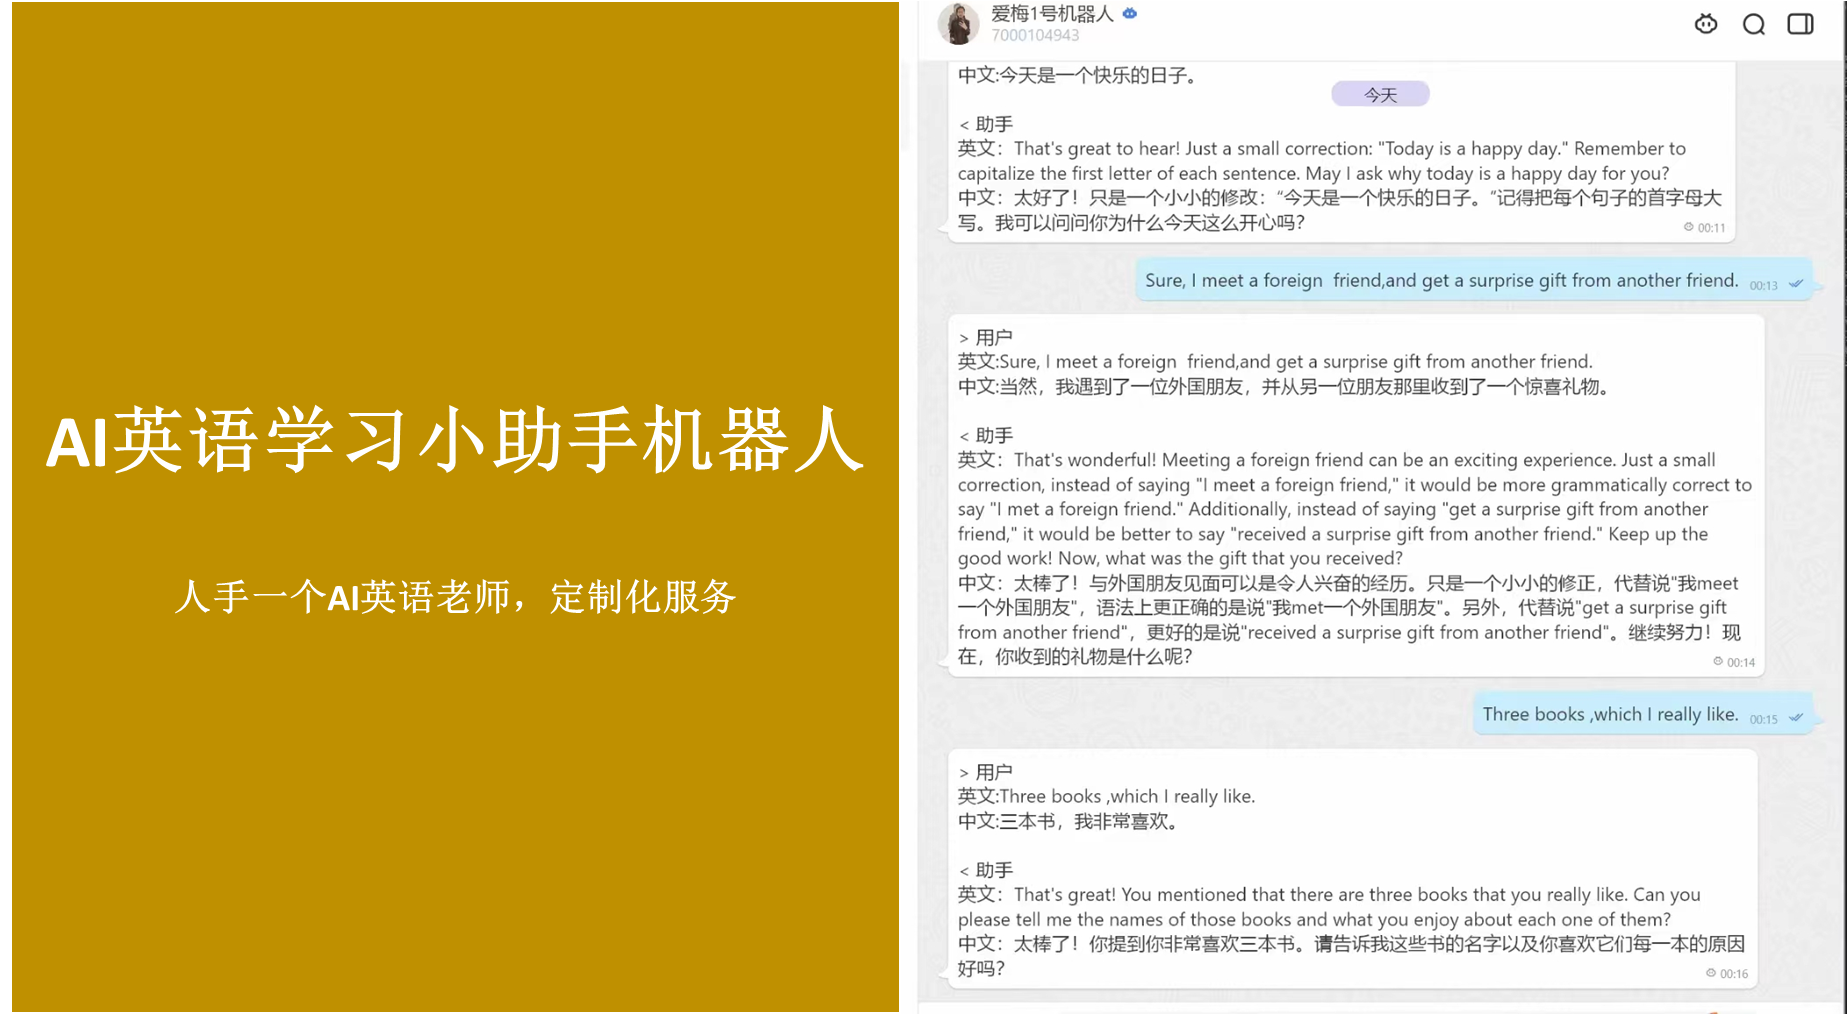 AI英语学习小助手机器人
人手一个AI英语老师，定制化服务
爱梅1号机器人
7000104943
中文:今天是一个快乐的日子。
今天
< 助手
英文：That's great to hear! Just a small correction: "Today is a happy day." Remember to
capitalize the first letter of each sentence. May I ask why today is a happy day for you?
中文：太好了！只是一个小小的修改：“今天是一个快乐的日子。”记得把每个句子的首字母大
写。我可以问问你为什么今天这么开心吗？
00:11
Sure, I meet a foreign  friend,and get a surprise gift from another friend.
00:13
> 用户
英文:Sure, I meet a foreign  friend,and get a surprise gift from another friend.
中文:当然，我遇到了一位外国朋友，并从另一位朋友那里收到了一个惊喜礼物。
< 助手
英文：That's wonderful! Meeting a foreign friend can be an exciting experience. Just a small
correction, instead of saying "I meet a foreign friend," it would be more grammatically correct to
say "I met a foreign friend." Additionally, instead of saying "get a surprise gift from another
friend," it would be better to say "received a surprise gift from another friend." Keep up the
good work! Now, what was the gift that you received?
中文：太棒了！与外国朋友见面可以是令人兴奋的经历。只是一个小小的修正，代替说"我meet
一个外国朋友"，语法上更正确的是说"我met一个外国朋友"。另外，代替说"get a surprise gift
from another friend"，更好的是说"received a surprise gift from another friend"。继续努力！现
在，你收到的礼物是什么呢？
00:14
Three books ,which I really like.
00:15
> 用户
英文:Three books ,which I really like.
中文:三本书，我非常喜欢。
< 助手
英文：That's great! You mentioned that there are three books that you really like. Can you
please tell me the names of those books and what you enjoy about each one of them?
中文：太棒了！你提到你非常喜欢三本书。请告诉我这些书的名字以及你喜欢它们每一本的原因
好吗？
00:16